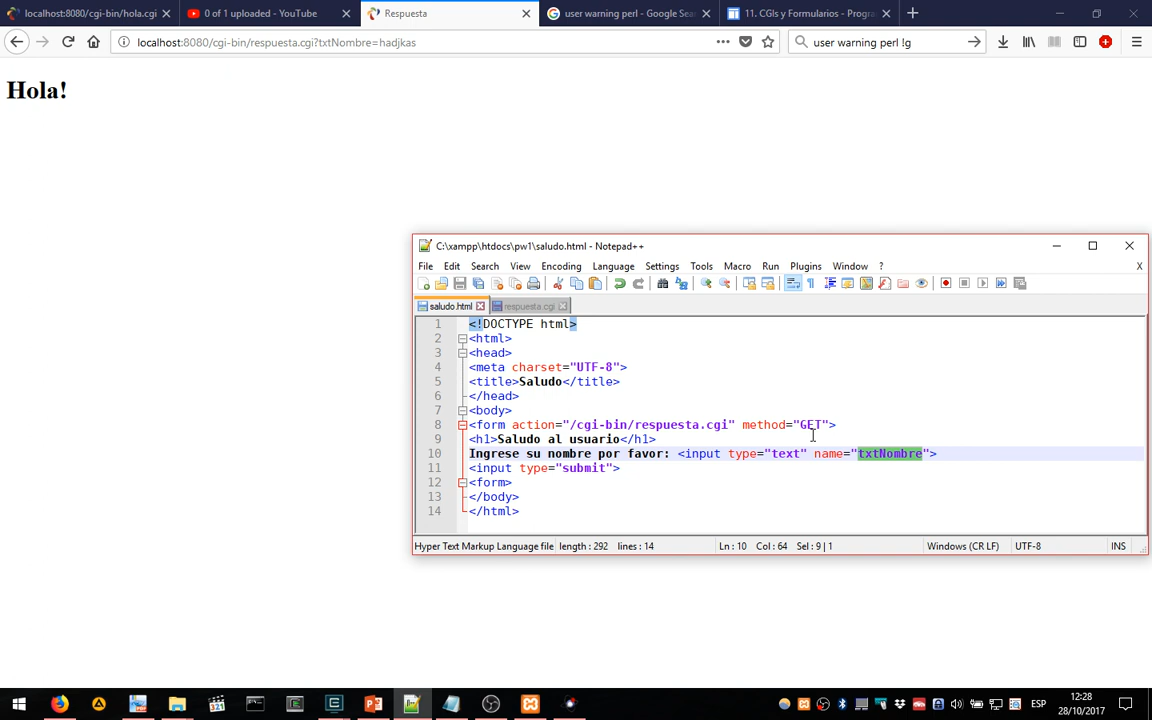 localhost:8080/cgi-bin/hola.cgi
0 of 1 uploaded - YouTube
Respuesta
user warning perl - Google Sea
11. CGIs y Formularios - Progra
localhost:8080/cgi-bin/respuesta.cgi?txtNombre=hadjkas
user warning perl !g
Hola!
C:\xampp\htdocs\pw1\saludo.html - Notepad++
File Edit Search View Encoding Language Settings Tools Macro Run Plugins Window ? X
saludo.html respuesta.cgi
1 <!DOCTYPE html>
2 <html>
3 <head>
4 <meta charset="UTF-8">
5 <title>Saludo</title>
6 </head>
7 <body>
8 <form action="/cgi-bin/respuesta.cgi" method="GET">
9 <h1>Saludo al usuario</h1>
10 Ingrese su nombre por favor: <input type="text" name="txtNombre">
11 <input type="submit">
12 <form>
13 </body>
14 </html>
Hyper Text Markup Language file length : 292 lines : 14 Ln : 10 Col : 64 Sel : 9 | 1 Windows (CR LF) UTF-8 INS
ESP
12:28
28/10/2017